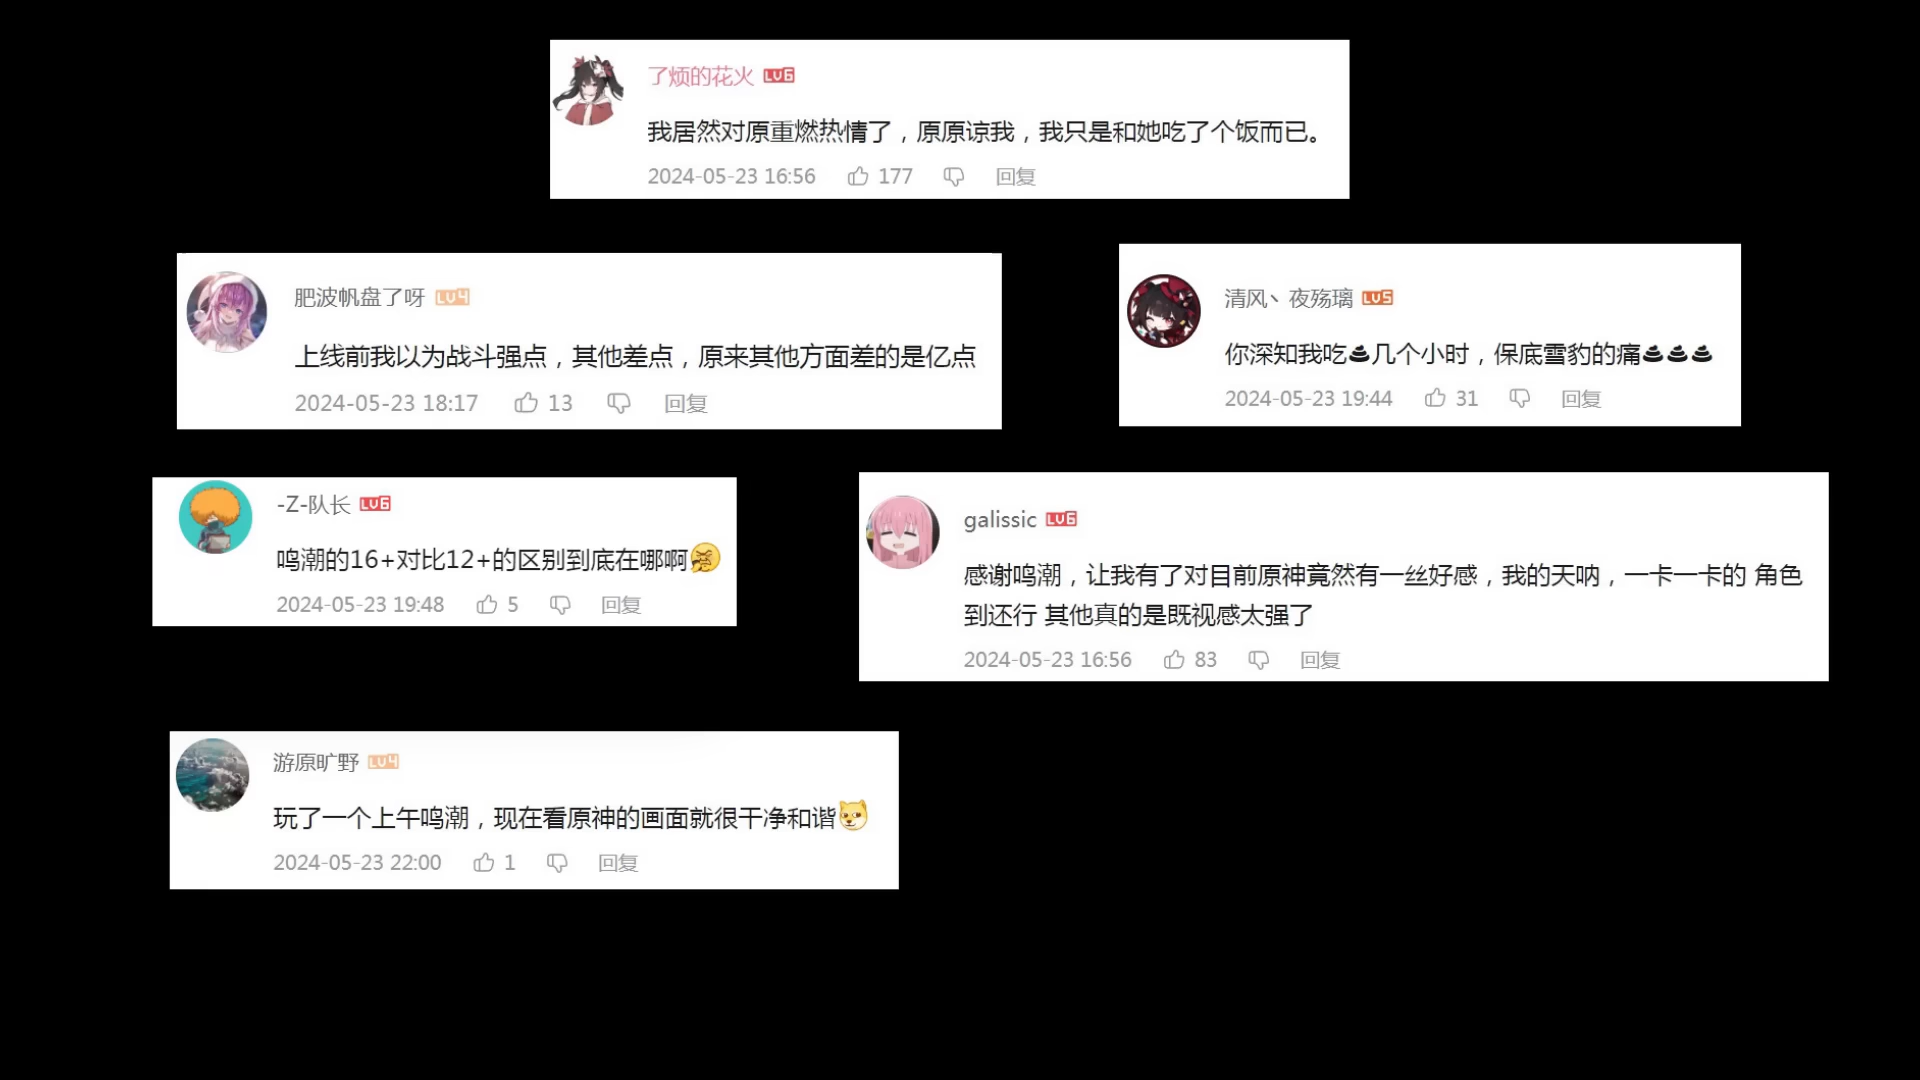 了烦的花火 LV6
我居然对原重燃热情了，原原谅我，我只是和她吃了个饭而已。
2024-05-23 16:56 177 回复
肥波帆盘了呀 LV4
上线前我以为战斗强点，其他差点，原来其他方面差的是亿点
2024-05-23 18:17 13 回复
清风丶夜殇璃 LV5
你深知我吃💩几个小时，保底雪豹的痛💩💩💩
2024-05-23 19:44 31 回复
-Z-队长 LV6
鸣潮的16+对比12+的区别到底在哪啊
2024-05-23 19:48 5 回复
galissic LV6
感谢鸣潮，让我有了对目前原神竟然有一丝好感，我的天呐，一卡一卡的 角色
到还行 其他真的是既视感太强了
2024-05-23 16:56 83 回复
游原旷野 LV4
玩了一个上午鸣潮，现在看原神的画面就很干净和谐
2024-05-23 22:00 1 回复